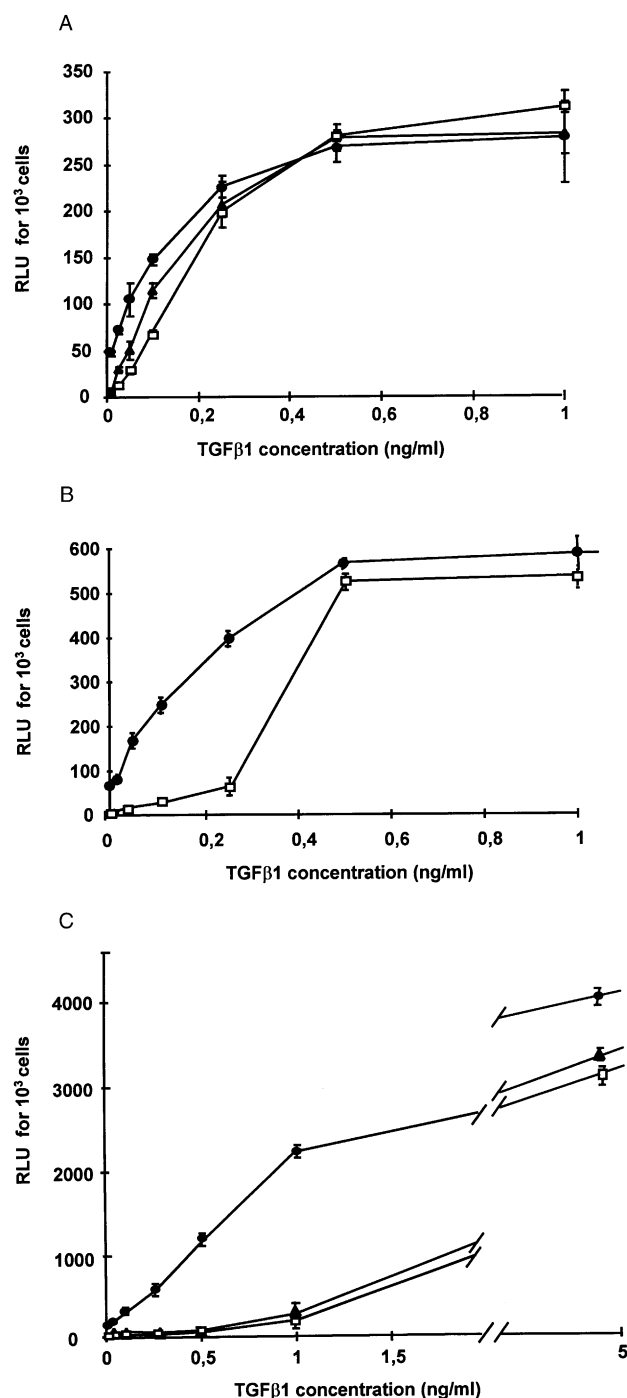 A
350
300
250
200
150
100
50
0
RLU for 10³ cells
0 0,2 0,4 0,6 0,8 1
TGFβ1 concentration (ng/ml)
B
600
500
400
300
200
100
0
RLU for 10³ cells
0 0,2 0,4 0,6 0,8 1
TGFβ1 concentration (ng/ml)
C
4000
3000
2000
1000
0
RLU for 10³ cells
0 0,5 1 1,5 5
TGFβ1 concentration (ng/ml)